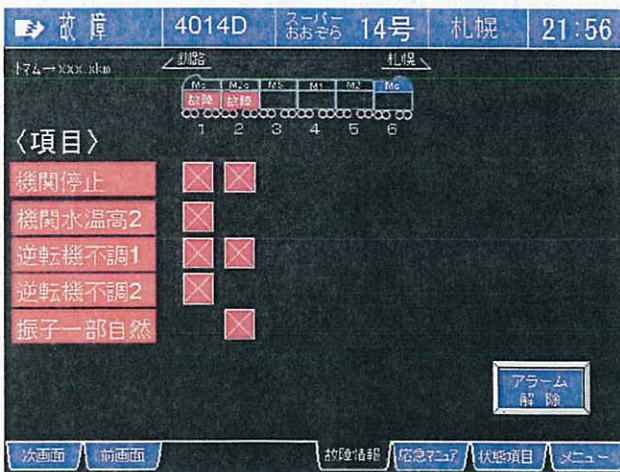 故障 4014D スーパーおおぞら 14号 札幌 21:56
トマム→xxx.xkm
釧路 札幌
Mc M2c M3 M1 M2 Mc
故障 故障
1 2 3 4 5 6
〈項目〉
機関停止
機関水温高2
逆転機不調1
逆転機不調2
振子一部自然
アラーム
解除
次画面 前画面 故障情報 応急マニュアル 状態項目 メニュー